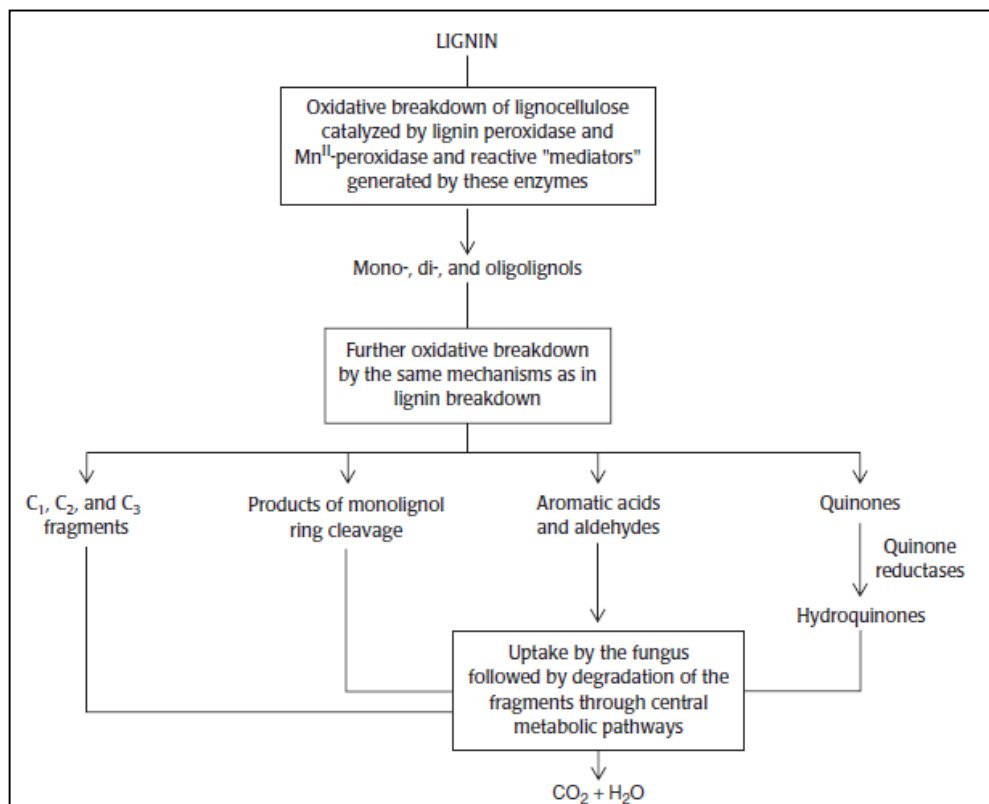 LIGNIN
Oxidative breakdown of lignocellulose
catalyzed by lignin peroxidase and
Mn^II-peroxidase and reactive "mediators"
generated by these enzymes
Mono-, di-, and oligolignols
Further oxidative breakdown
by the same mechanisms as in
lignin breakdown
C₁, C₂, and C₃
fragments
Products of monolignol
ring cleavage
Aromatic acids
and aldehydes
Quinones
Quinone
reductases
Hydroquinones
Uptake by the fungus
followed by degradation of the
fragments through central
metabolic pathways
CO₂ + H₂O